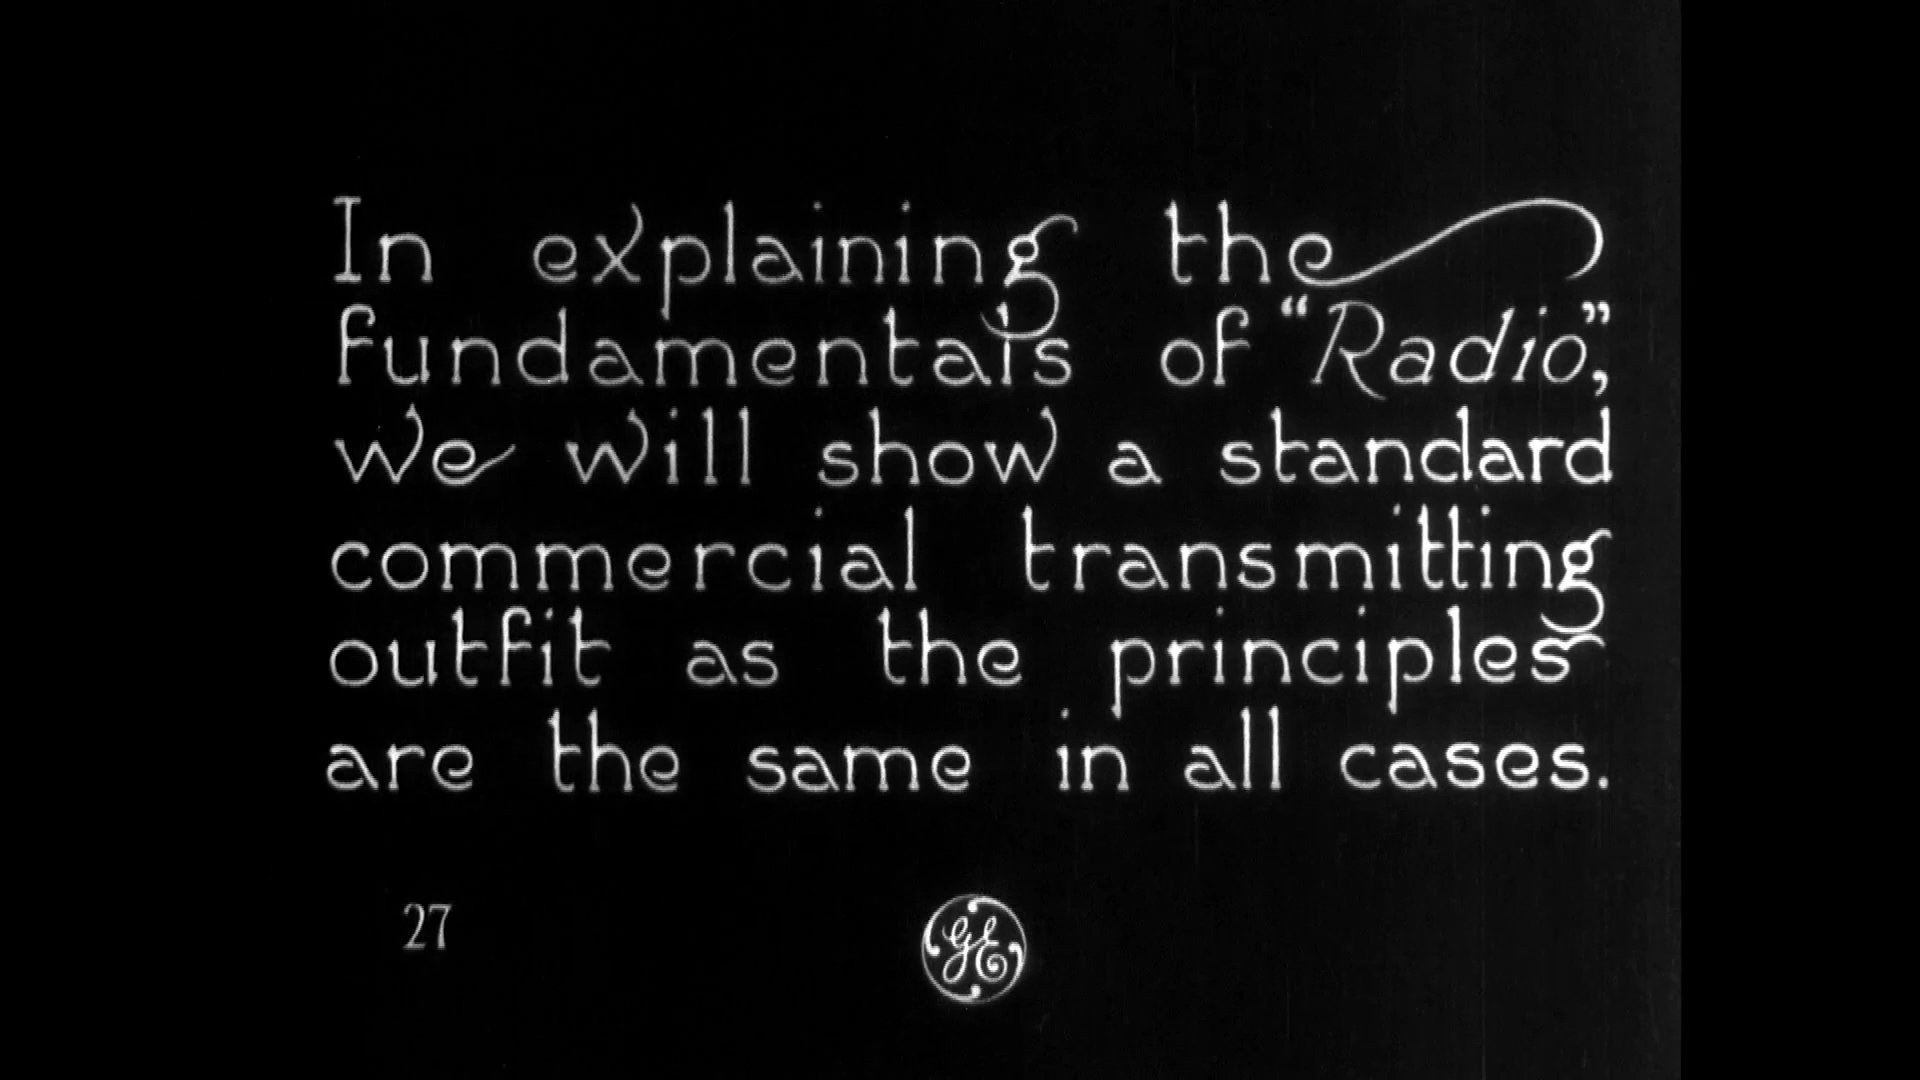 In explaining the
fundamentals of “Radio”,
we will show a standard
commercial transmitting
outfit as the principles
are the same in all cases.
27
GE